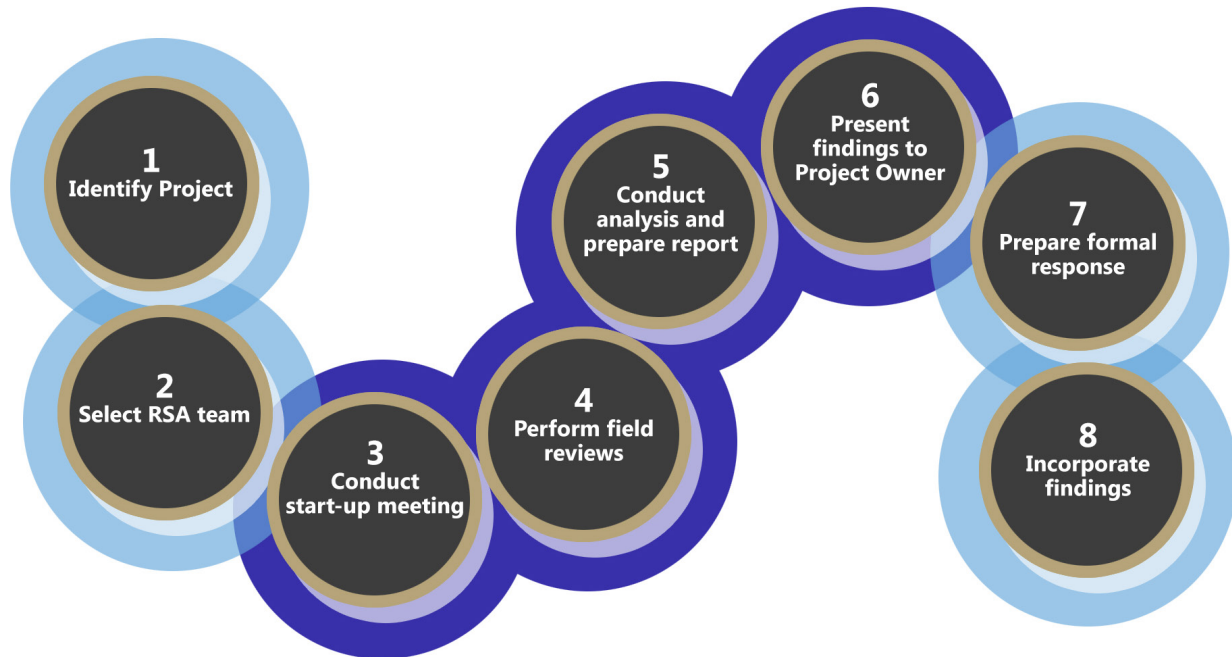 1
Identify Project
2
Select RSA team
3
Conduct
start-up meeting
4
Perform field
reviews
5
Conduct
analysis and
prepare report
6
Present
findings to
Project Owner
7
Prepare formal
response
8
Incorporate
findings